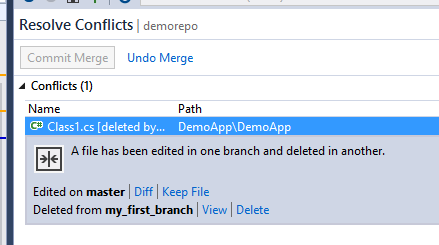 Resolve Conflicts | demorepo
Commit Merge Undo Merge
Conflicts (1)
Name Path
C# Class1.cs [deleted by... DemoApp\DemoApp
A file has been edited in one branch and deleted in another.
Edited on master | Diff | Keep File
Deleted from my_first_branch | View | Delete